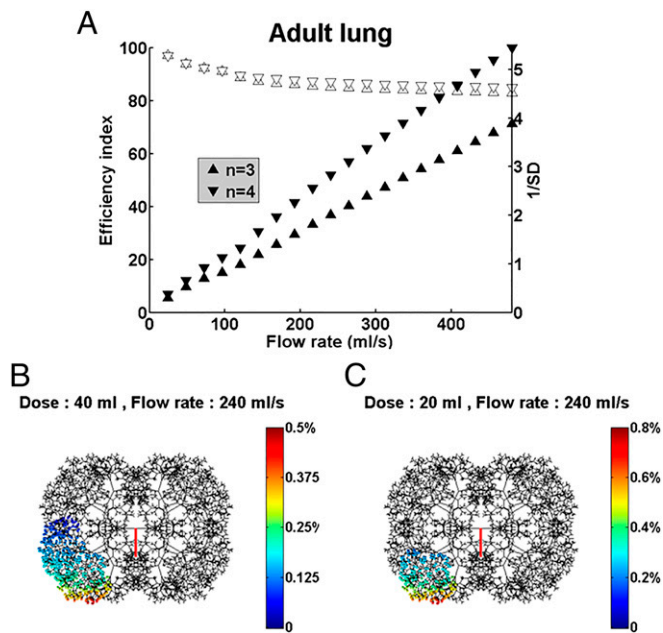 A
Adult lung
Efficiency index
100
80
60
40
20
0
n=3
n=4
5
4
3
2
1
0
1/SD
0 100 200 300 400
Flow rate (ml/s)
B
Dose : 40 ml , Flow rate : 240 ml/s
0.5%
0.375
0.25%
0.125
0
C
Dose : 20 ml , Flow rate : 240 ml/s
0.8%
0.6%
0.4%
0.2%
0